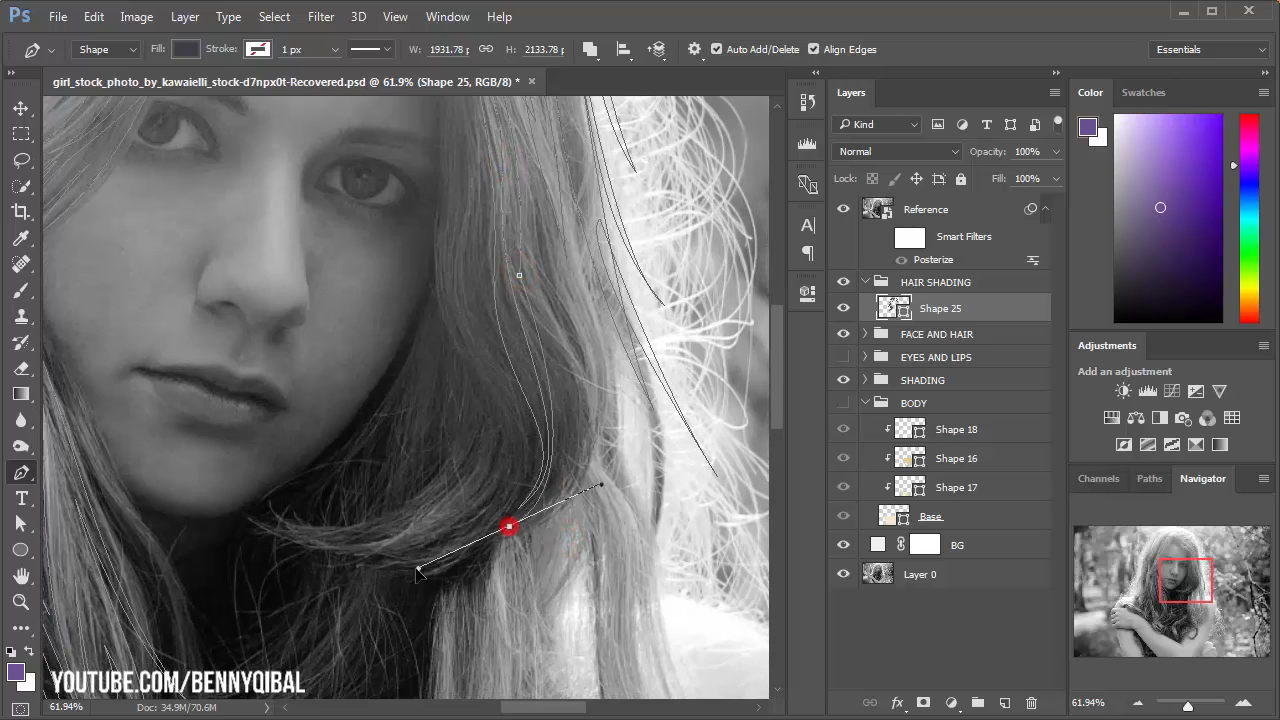 Ps File Edit Image Layer Type Select Filter 3D View Window Help
Shape Fill: Stroke: 1 px W: 1931.78 p H: 2133.78 p Auto Add/Delete Align Edges Essentials
girl_stock_photo_by_kawaielli_stock-d7npx0t-Recovered.psd @ 61.9% (Shape 25, RGB/8) *
Layers
Kind
Normal Opacity: 100%
Lock: Fill: 100%
Reference
Smart Filters
Posterize
HAIR SHADING
Shape 25
FACE AND HAIR
EYES AND LIPS
SHADING
BODY
Shape 18
Shape 16
Shape 17
Base
BG
Layer 0
fx
Color Swatches
Adjustments
Add an adjustment
Channels Paths Navigator
61.94%
YOUTUBE.COM/BENNYQIBAL
61.94% Doc: 34.9M/70.6M